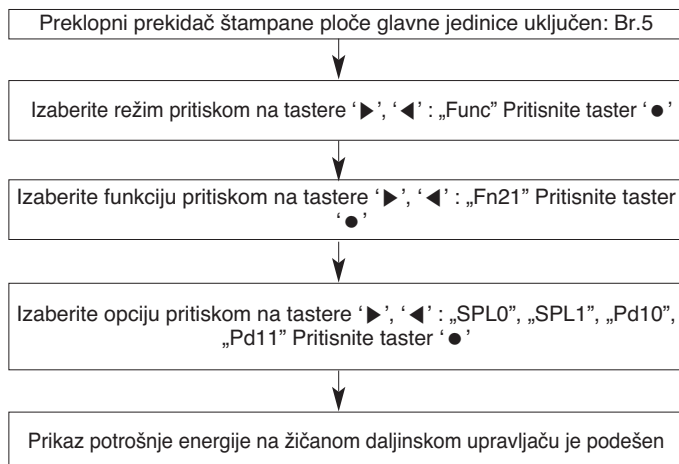 Preklopni prekidač štampane ploče glavne jedinice uključen: Br.5
Izaberite režim pritiskom na tastere ‘▶’, ‘◀’ : „Func” Pritisnite taster ‘●’
Izaberite funkciju pritiskom na tastere ‘▶’, ‘◀’ : „Fn21” Pritisnite taster
‘●’
Izaberite opciju pritiskom na tastere ‘▶’, ‘◀’ : „SPL0”, „SPL1”, „Pd10”,
„Pd11” Pritisnite taster ‘●’
Prikaz potrošnje energije na žičanom daljinskom upravljaču je podešen